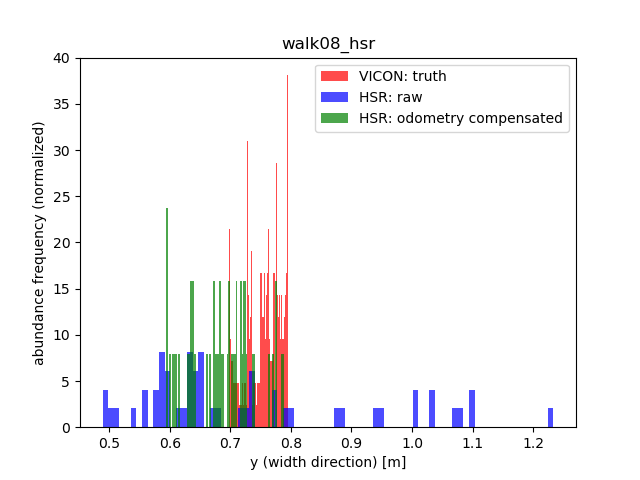 walk08_hsr
VICON: truth
HSR: raw
HSR: odometry compensated
abundance frequency (normalized)
40
35
30
25
20
15
10
5
0
0.5 0.6 0.7 0.8 0.9 1.0 1.1 1.2
y (width direction) [m]